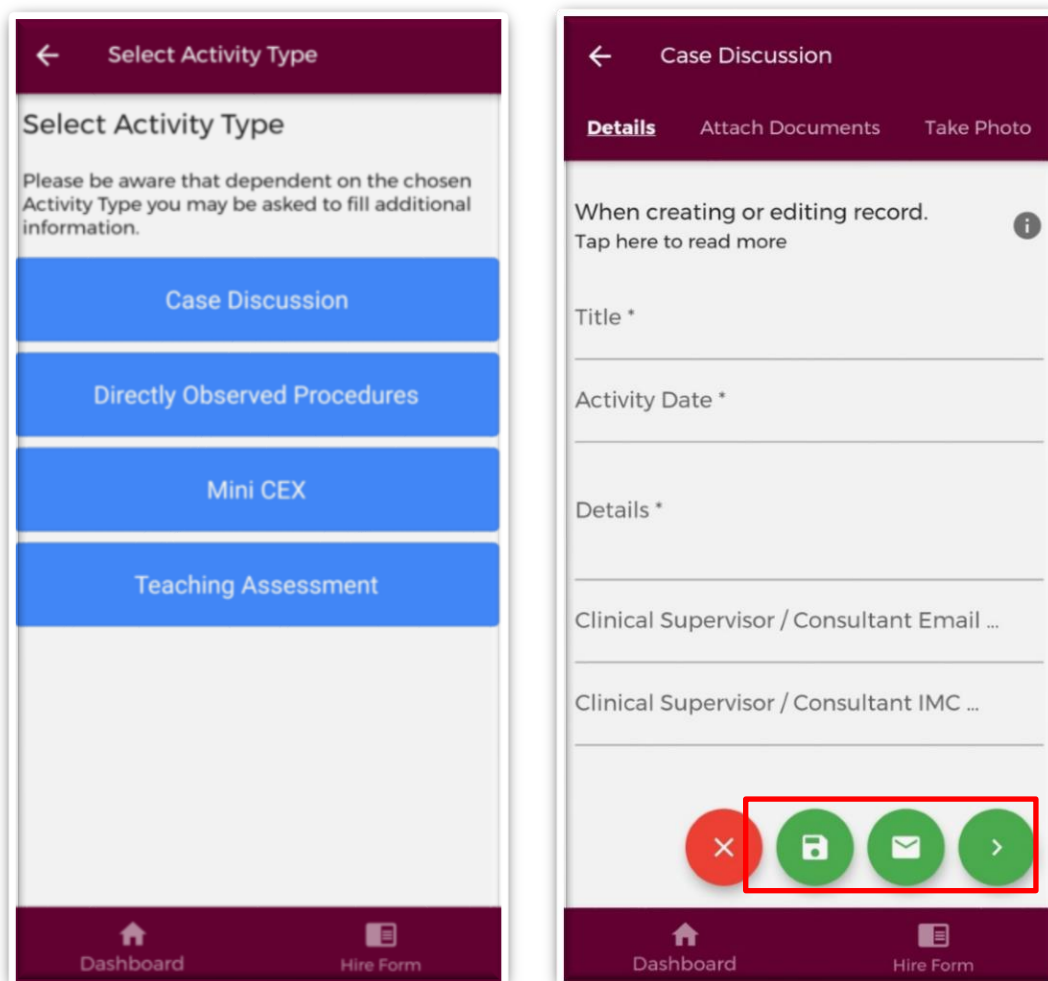 Select Activity Type
Select Activity Type
Please be aware that dependent on the chosen
Activity Type you may be asked to fill additional
information.
Case Discussion
Directly Observed Procedures
Mini CEX
Teaching Assessment
Dashboard
Hire Form
Case Discussion
Details
Attach Documents
Take Photo
When creating or editing record.
Tap here to read more
Title *
Activity Date *
Details *
Clinical Supervisor / Consultant Email ...
Clinical Supervisor / Consultant IMC ...
Dashboard
Hire Form